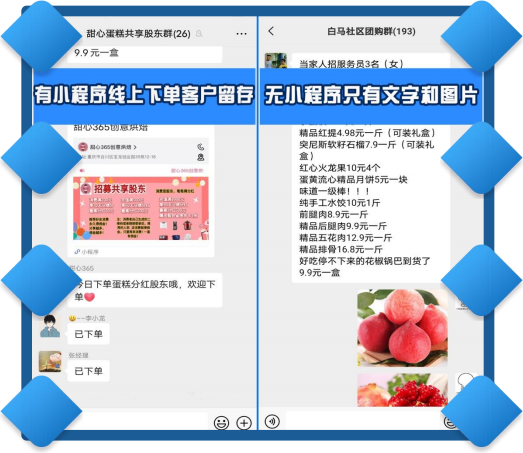 甜心蛋糕共享股东群(26)
9.9元一盒
有小程序线上下单客户留存
甜心365创意烘焙
甜心365创意烘焙 >
招募共享股东
小程序
甜心365
今日下单蛋糕分红股东哦，欢迎下
单❤
😄~~李小龙
已下单
张经理
已下单
白马社区团购群(193)
当家人招服务员3名（女）
无小程序只有文字和图片
精品红提4.98元一斤（可装礼盒）
突尼斯软籽石榴7.9元一斤（可装
礼盒）
红心火龙果10元4个
蛋黄流心精品月饼5元一块
味道一级棒！！！
纯手工水饺10元1斤
前腿肉8.9元一斤
精品后腿肉9.9元一斤
精品五花肉12.9元一斤
精品排骨16.8元一斤
好吃停不下来的花椒锅巴到货了
9.9元一盒